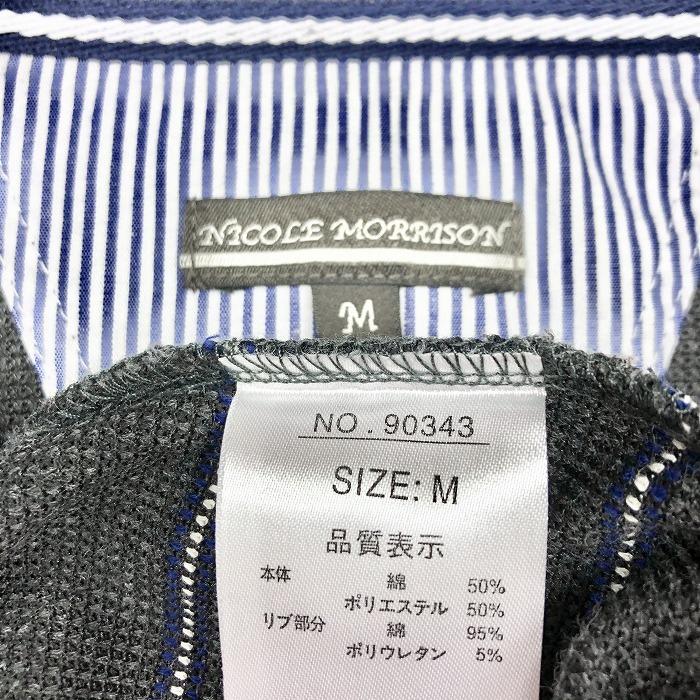 NICOLE MORRISON
M
NO . 90343
SIZE: M
品質表示
本体 綿 50%
ポリエステル 50%
リブ部分 綿 95%
ポリウレタン 5%